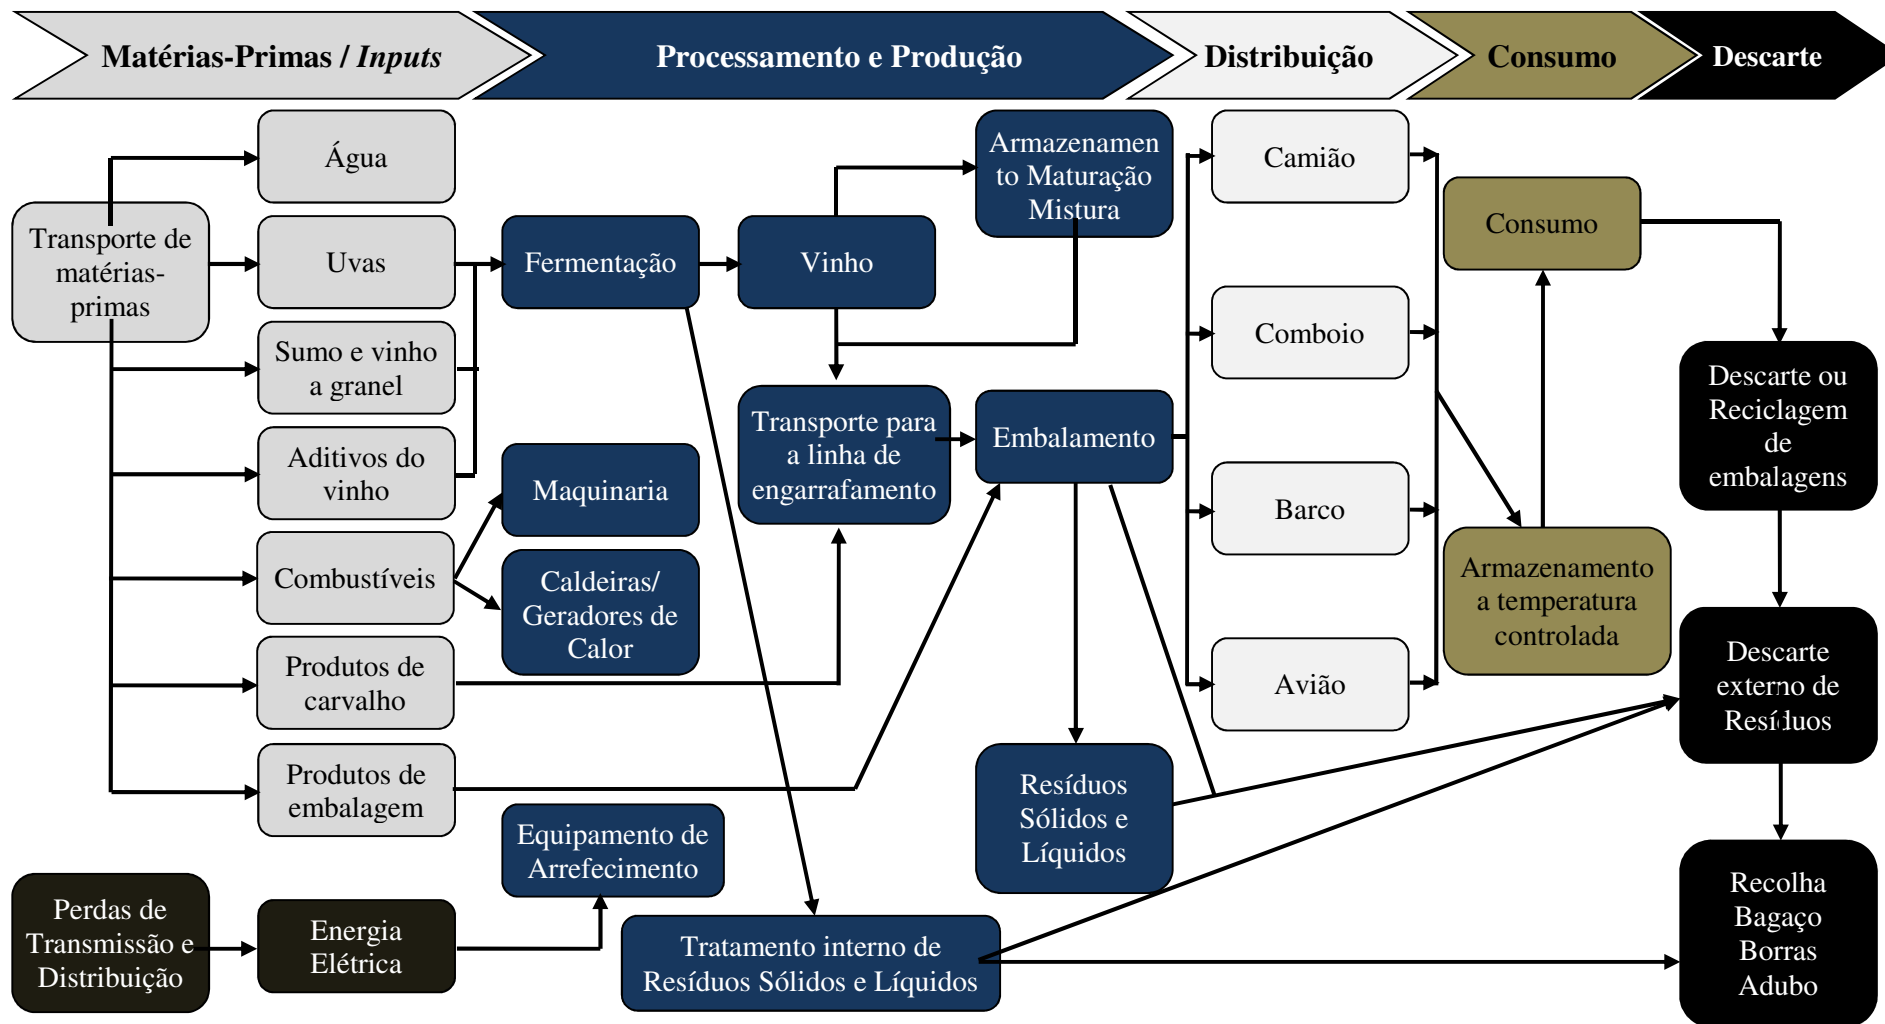 Matérias-Primas / Inputs
Processamento e Produção
Distribuição
Consumo
Descarte
Água
Transporte de
matérias-
primas
Uvas
Sumo e vinho
a granel
Aditivos do
vinho
Combustíveis
Produtos de
carvalho
Produtos de
embalagem
Perdas de
Transmissão e
Distribuição
Energia
Elétrica
Fermentação
Maquinaria
Caldeiras/
Geradores de
Calor
Equipamento de
Arrefecimento
Tratamento interno de
Resíduos Sólidos e Líquidos
Vinho
Armazenamen
to Maturação
Mistura
Transporte para
a linha de
engarrafamento
Embalamento
Resíduos
Sólidos e
Líquidos
Camião
Comboio
Barco
Avião
Consumo
Armazenamento
a temperatura
controlada
Descarte ou
Reciclagem
de
embalagens
Descarte
externo de
Resíduos
Recolha
Bagaço
Borras
Adubo